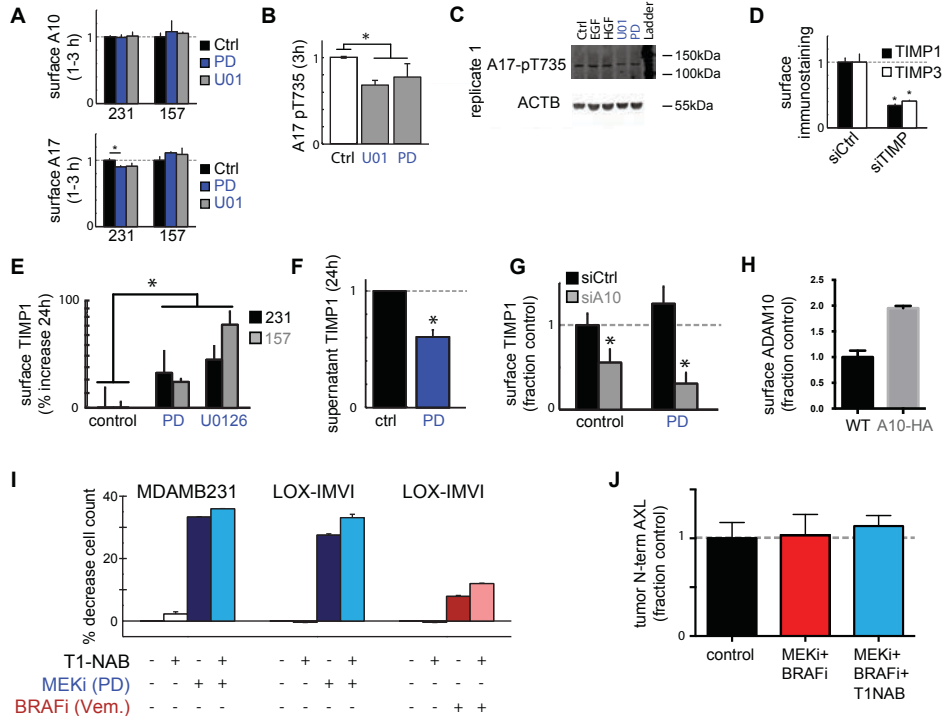 A
surface A10
(1-3 h)
1
231
157
Ctrl
PD
U01
surface A17
(1-3 h)
1
*
231
157
Ctrl
PD
U01
B
A17 pT735 (3h)
1
*
Ctrl
U01
PD
C
Ctrl
EGF
HGF
U01
PD
Ladder
replicate 1
A17-pT735
150kDa
100kDa
ACTB
55kDa
D
surface
immunostaining
1
0
TIMP1
TIMP3
* *
siCtrl
siTIMP
E
surface TIMP1
(% increase 24h)
100
0
*
231
157
control
PD
U0126
F
supernatant TIMP1 (24h)
1
*
ctrl
PD
G
surface TIMP1
(fraction control)
1
0
siCtrl
siA10
*
*
control
PD
H
surface ADAM10
(fraction control)
2.5
2.0
1.5
1.0
0.5
0.0
WT
A10-HA
I
% decrease cell count
40
20
0
MDAMB231
LOX-IMVI
LOX-IMVI
T1-NAB - + - + - + - + - + - +
MEKi (PD) - - + + - - + + - - - -
BRAFi (Vem.) - - - - - - - - - - + +
J
tumor N-term AXL
(fraction control)
1
1
control
MEKi+
BRAFi
MEKi+
BRAFi+
T1NAB